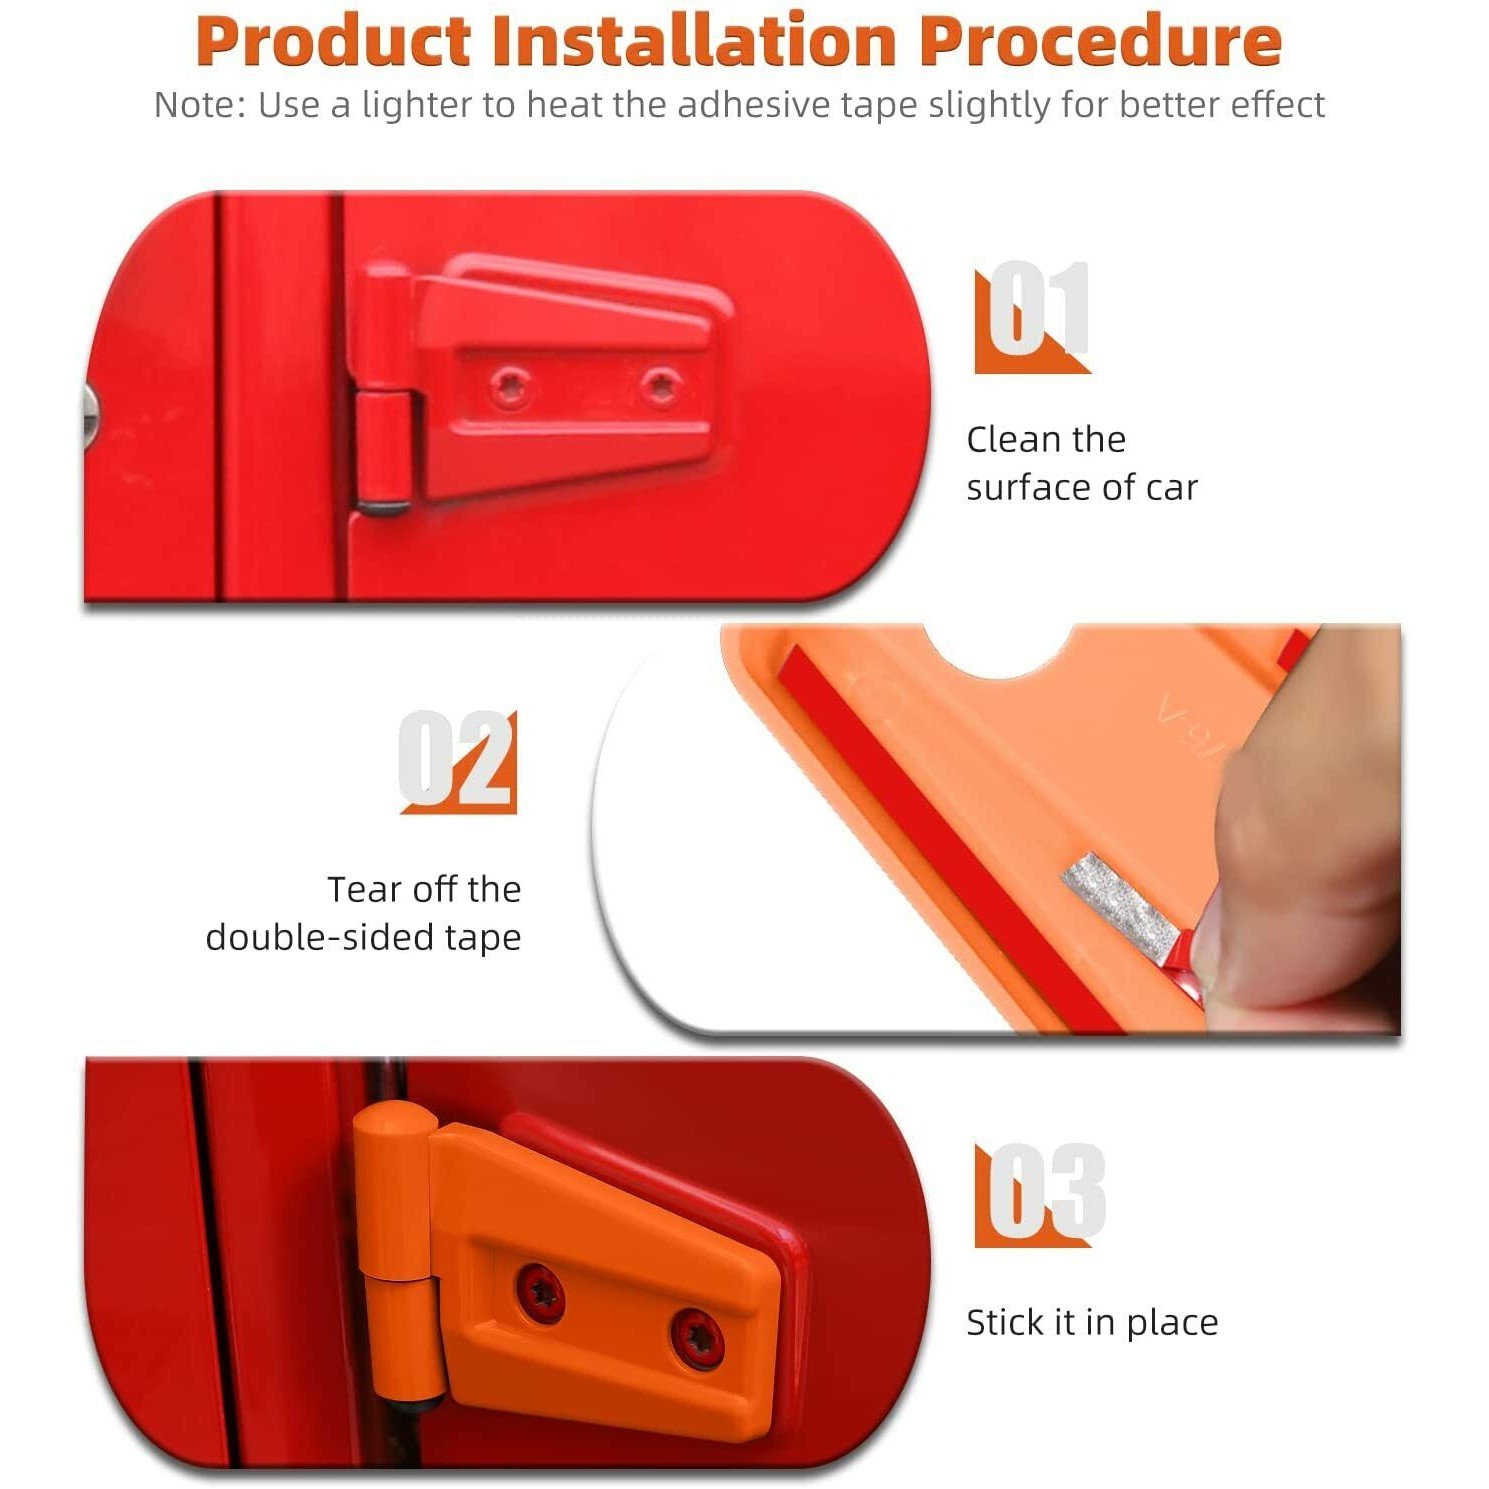 Product Installation Procedure
Note: Use a lighter to heat the adhesive tape slightly for better effect
01
Clean the
surface of car
02
Tear off the
double-sided tape
03
Stick it in place